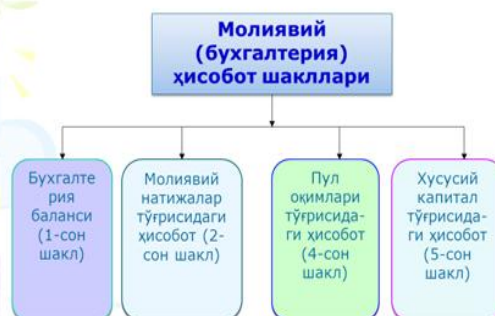 Молиявий
(бухгалтерия)
ҳисобот шакллари
Бухгалте
рия
баланси
(1-сон
шакл)
Молиявий
натижалар
тўғрисидаги
ҳисобот (2-
сон шакл)
Пул
оқимлари
тўғрисида-
ги ҳисобот
(4-сон
шакл)
Хусусий
капитал
тўғрисида-
ги ҳисобот
(5-сон
шакл)